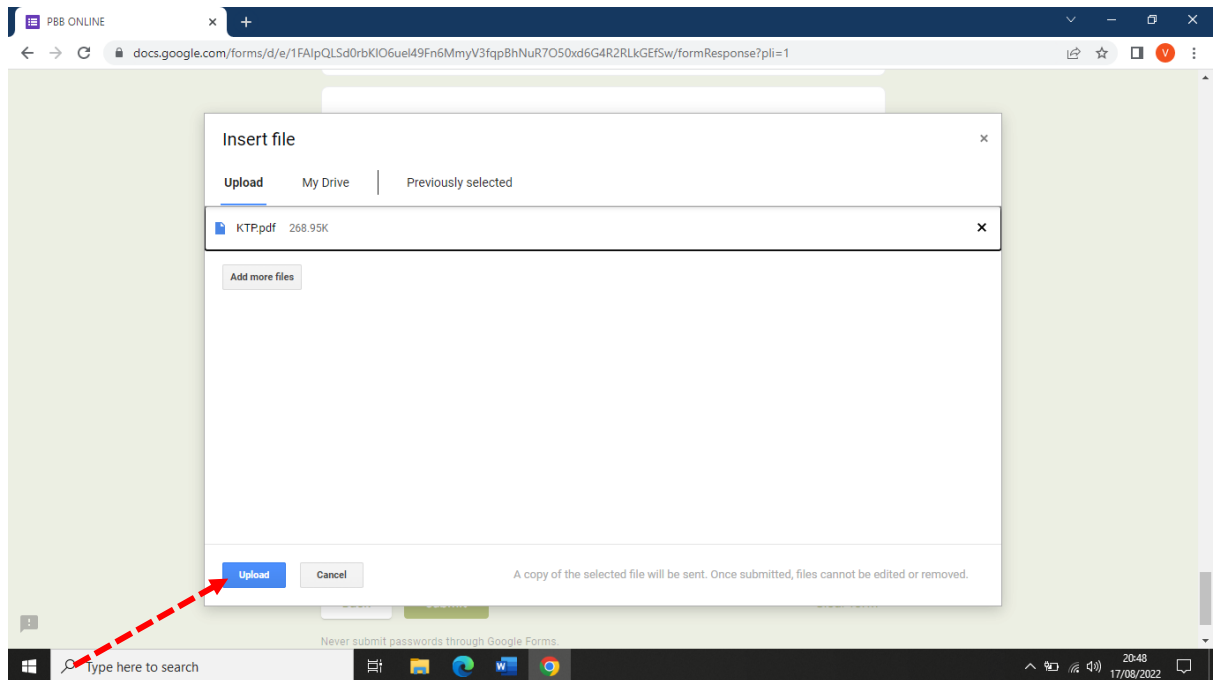 PBB ONLINE
docs.google.com/forms/d/e/1FAIpQLSd0rbKIO6uel49Fn6MmyV3fqpBhNuR7O50xd6G4R2RLkGEfSw/formResponse?pli=1
V
Insert file
Upload My Drive Previously selected
KTP.pdf 268.95K
Add more files
Upload Cancel A copy of the selected file will be sent. Once submitted, files cannot be edited or removed.
Never submit passwords through Google Forms.
Type here to search
20:48
17/08/2022